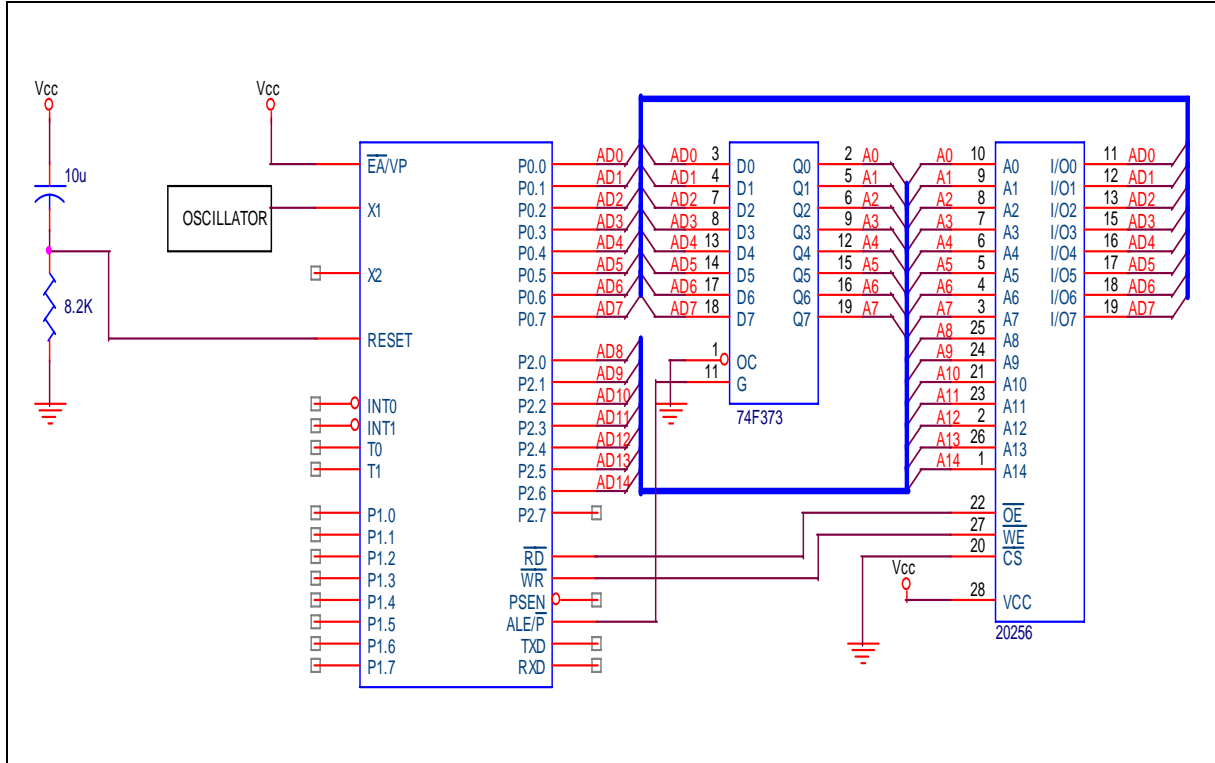 Vcc
10u
8.2K
Vcc
OSCILLATOR
EA/VP
X1
X2
RESET
INT0
INT1
T0
T1
P1.0
P1.1
P1.2
P1.3
P1.4
P1.5
P1.6
P1.7
P0.0 AD0
P0.1 AD1
P0.2 AD2
P0.3 AD3
P0.4 AD4
P0.5 AD5
P0.6 AD6
P0.7 AD7
P2.0 AD8
P2.1 AD9
P2.2 AD10
P2.3 AD11
P2.4 AD12
P2.5 AD13
P2.6 AD14
P2.7
RD
WR
PSEN
ALE/P
TXD
RXD
AD0 3 D0 Q0 2 A0
AD1 4 D1 Q1 5 A1
AD2 7 D2 Q2 6 A2
AD3 8 D3 Q3 9 A3
AD4 13 D4 Q4 12 A4
AD5 14 D5 Q5 15 A5
AD6 17 D6 Q6 16 A6
AD7 18 D7 Q7 19 A7
1 OC
11 G
74F373
A0 10 A0 I/O0 11 AD0
A1 9 A1 I/O1 12 AD1
A2 8 A2 I/O2 13 AD2
A3 7 A3 I/O3 15 AD3
A4 6 A4 I/O4 16 AD4
A5 5 A5 I/O5 17 AD5
A6 4 A6 I/O6 18 AD6
A7 3 A7 I/O7 19 AD7
A8 25 A8
A9 24 A9
A10 21 A10
A11 23 A11
A12 2 A12
A13 26 A13
A14 1 A14
22 OE
27 WE
20 CS
Vcc
28 VCC
20256